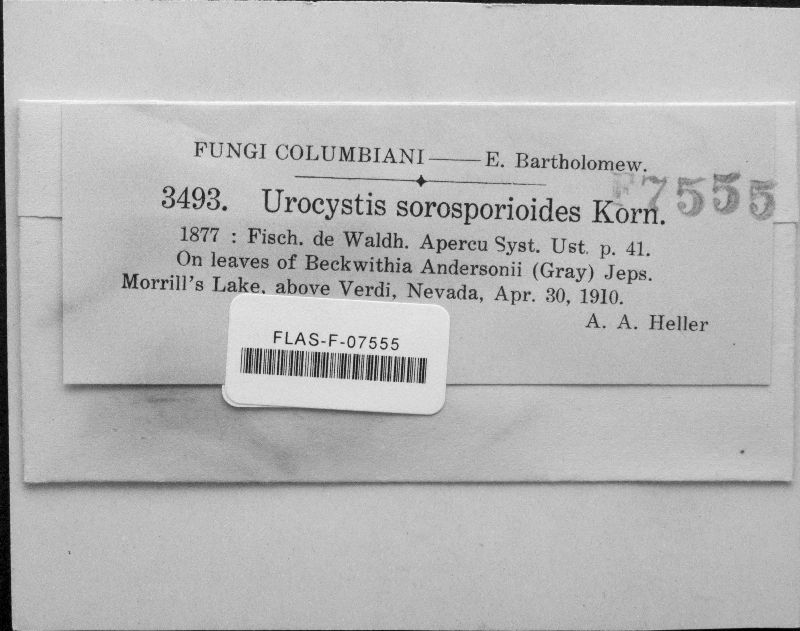 FUNGI COLUMBIANI —— E. Bartholomew.
F7555
3493. Urocystis sorosporioides Korn.
1877 : Fisch. de Waldh. Apercu Syst. Ust. p. 41.
On leaves of Beckwithia Andersonii (Gray) Jeps.
Morrill's Lake, above Verdi, Nevada, Apr. 30, 1910.
A. A. Heller
FLAS-F-07555